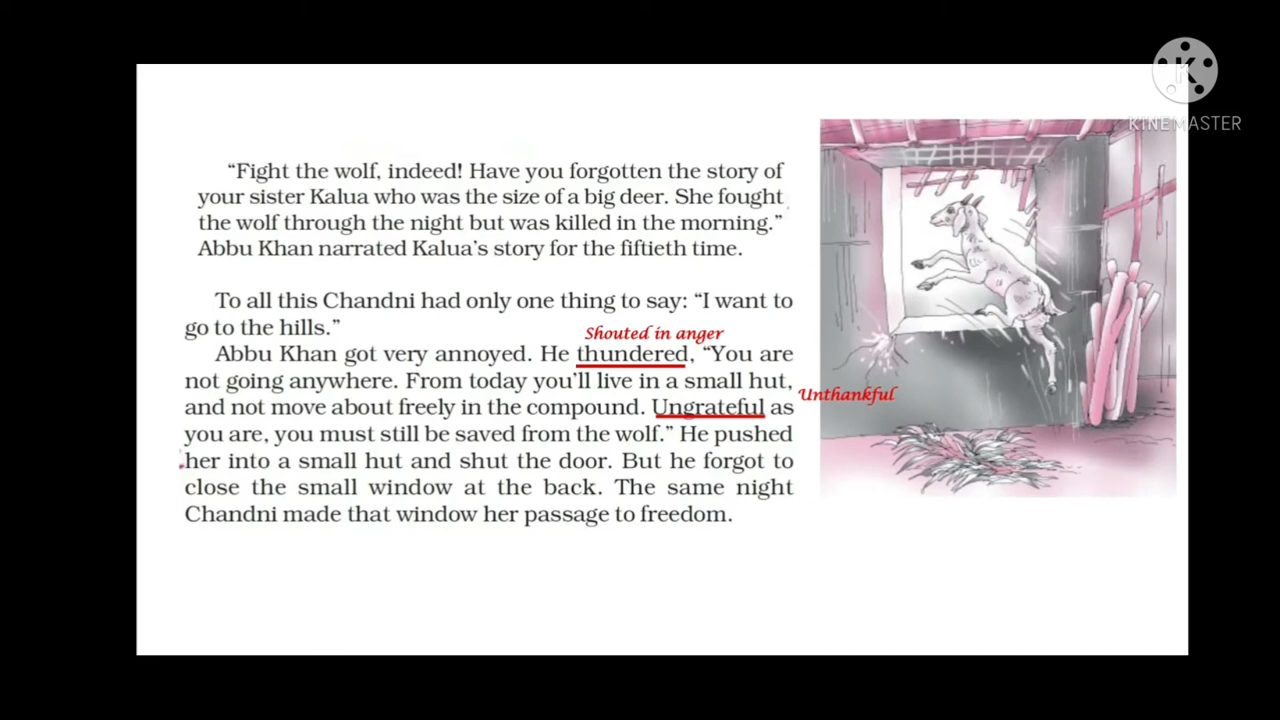 KINEMASTER
“Fight the wolf, indeed! Have you forgotten the story of
your sister Kalua who was the size of a big deer. She fought
the wolf through the night but was killed in the morning.”
Abbu Khan narrated Kalua’s story for the fiftieth time.
To all this Chandni had only one thing to say: “I want to
go to the hills.”
Shouted in anger
Abbu Khan got very annoyed. He thundered, “You are
not going anywhere. From today you’ll live in a small hut,
Unthankful
and not move about freely in the compound. Ungrateful as
you are, you must still be saved from the wolf.” He pushed
her into a small hut and shut the door. But he forgot to
close the small window at the back. The same night
Chandni made that window her passage to freedom.